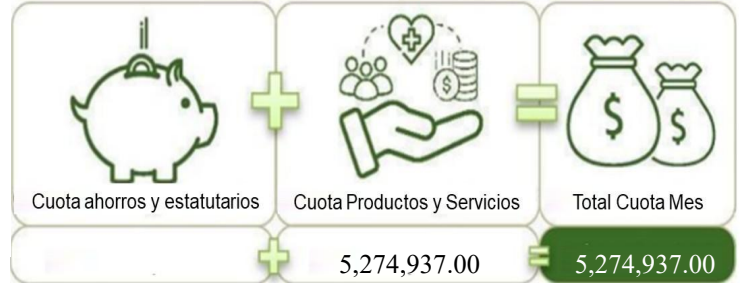 Cuota ahorros y estatutarios Cuota Productos y Servicios Total Cuota Mes
5,274,937.00 5,274,937.00